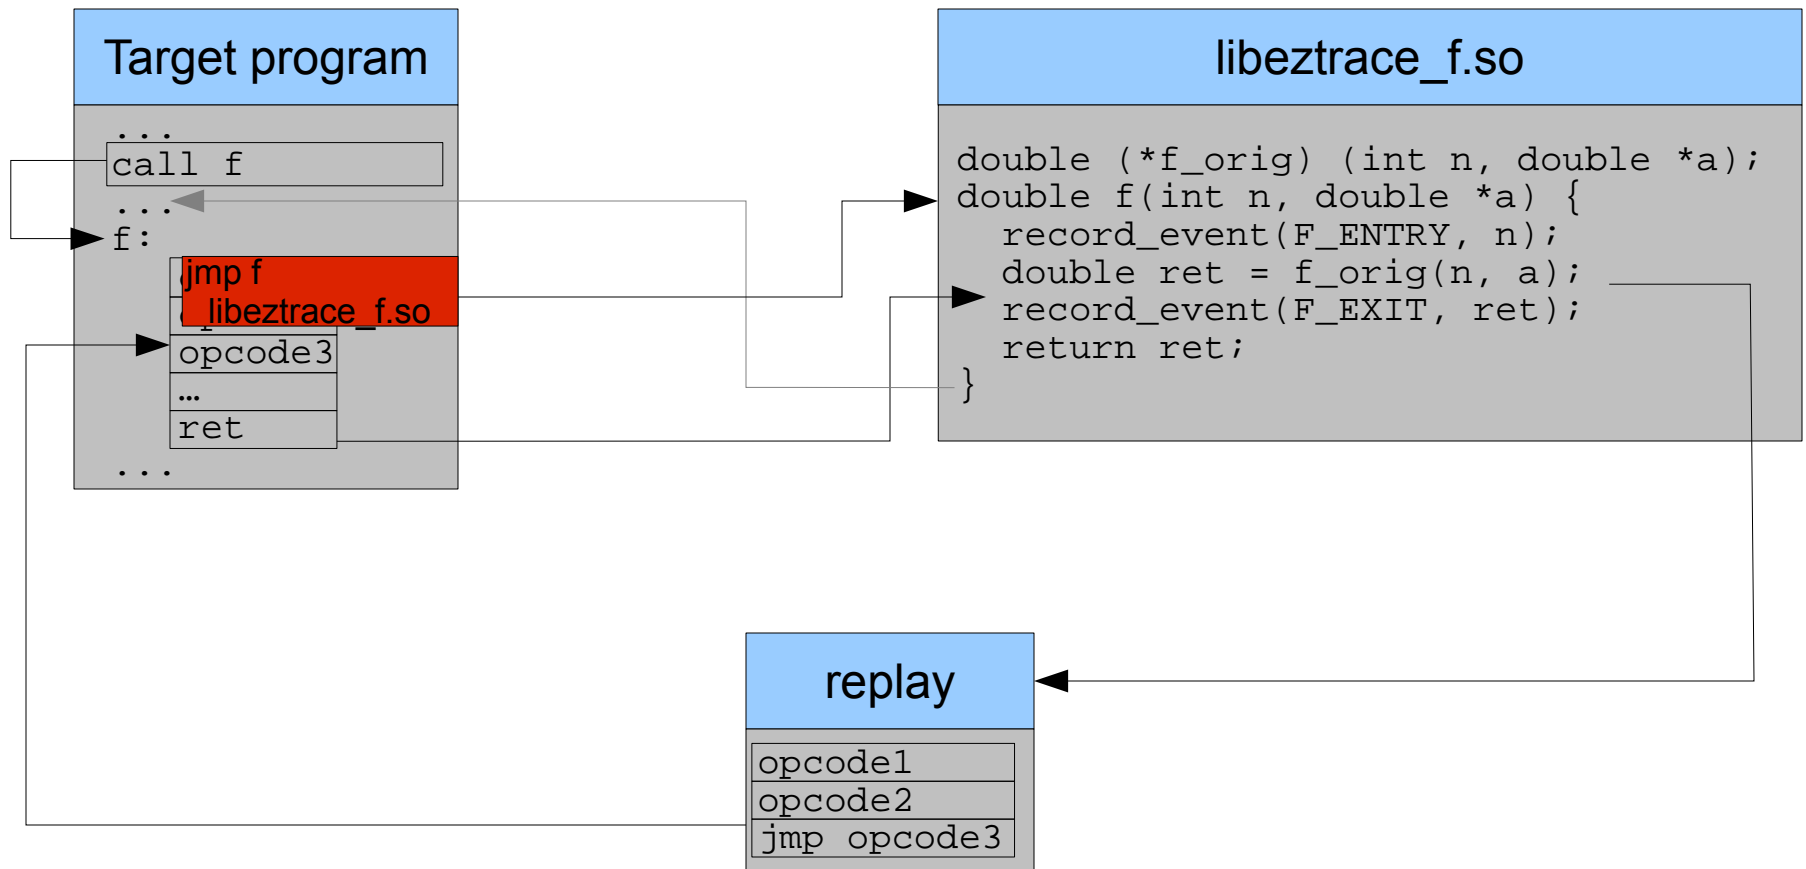 Target program
...
call f
...
f:
jmp f
libeztrace_f.so
opcode3
…
ret
...
libeztrace_f.so
double (*f_orig) (int n, double *a);
double f(int n, double *a) {
record_event(F_ENTRY, n);
double ret = f_orig(n, a);
record_event(F_EXIT, ret);
return ret;
}
replay
opcode1
opcode2
jmp opcode3